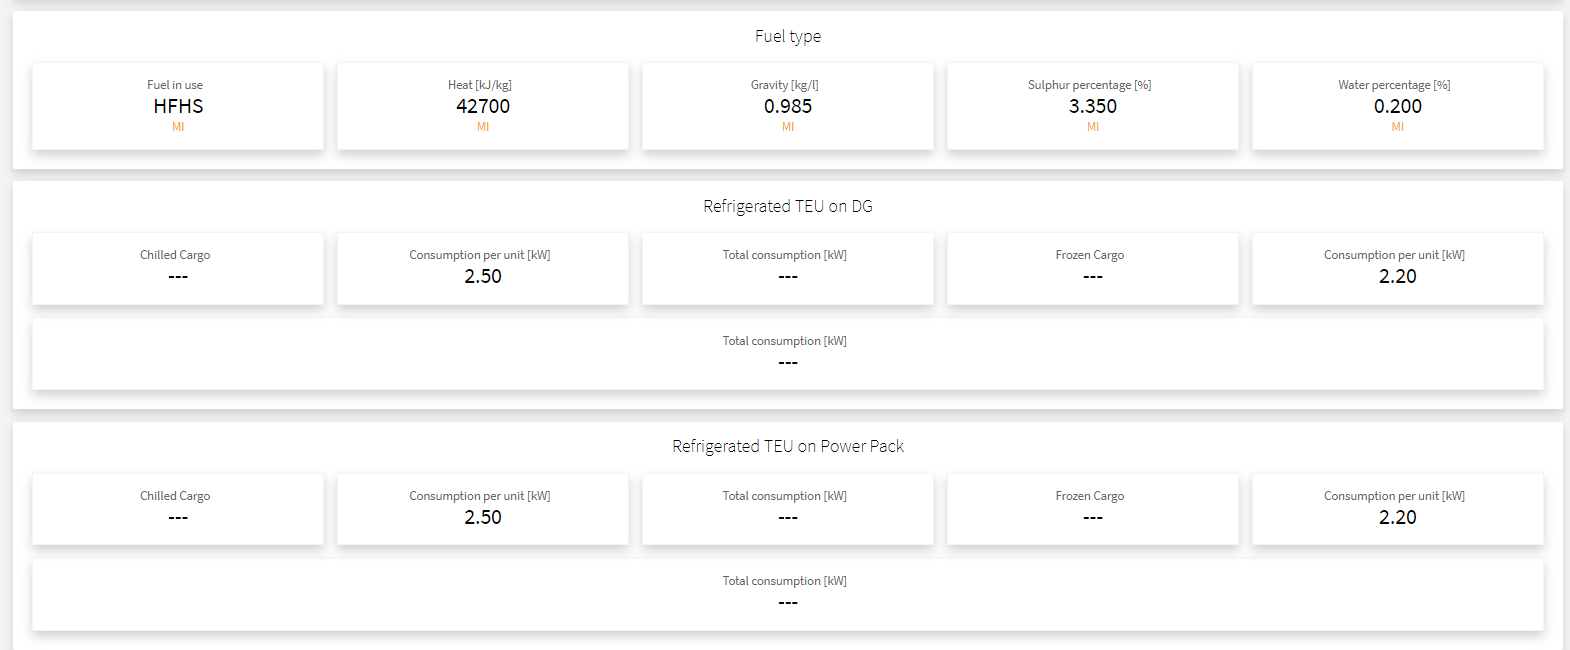 Fuel type
Fuel in use
HFHS
MI
Heat [kJ/kg]
42700
MI
Gravity [kg/l]
0.985
MI
Sulphur percentage [%]
3.350
MI
Water percentage [%]
0.200
MI
Refrigerated TEU on DG
Chilled Cargo
---
Consumption per unit [kW]
2.50
Total consumption [kW]
---
Frozen Cargo
---
Consumption per unit [kW]
2.20
Total consumption [kW]
---
Refrigerated TEU on Power Pack
Chilled Cargo
---
Consumption per unit [kW]
2.50
Total consumption [kW]
---
Frozen Cargo
---
Consumption per unit [kW]
2.20
Total consumption [kW]
---